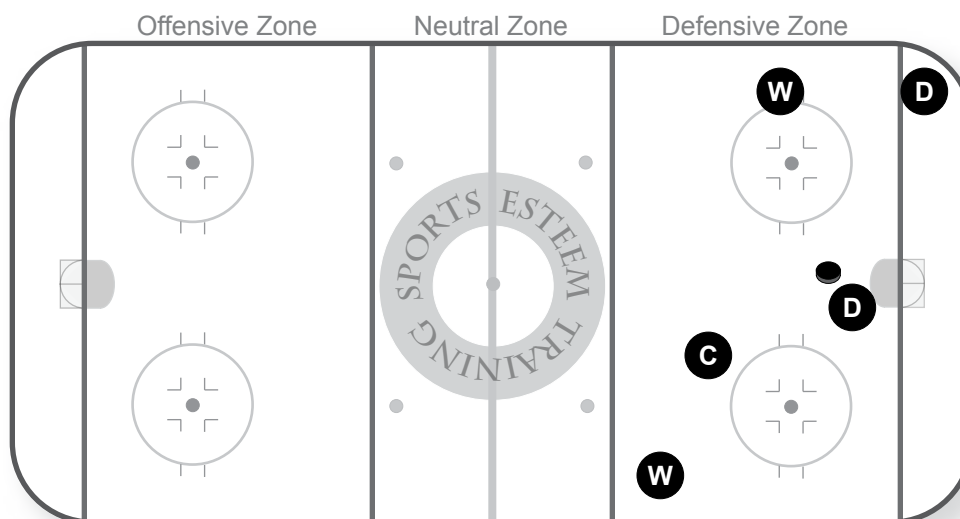 Offensive Zone Neutral Zone Defensive Zone
W D
SPORTS ESTEEM
D
C
TRAINING
W